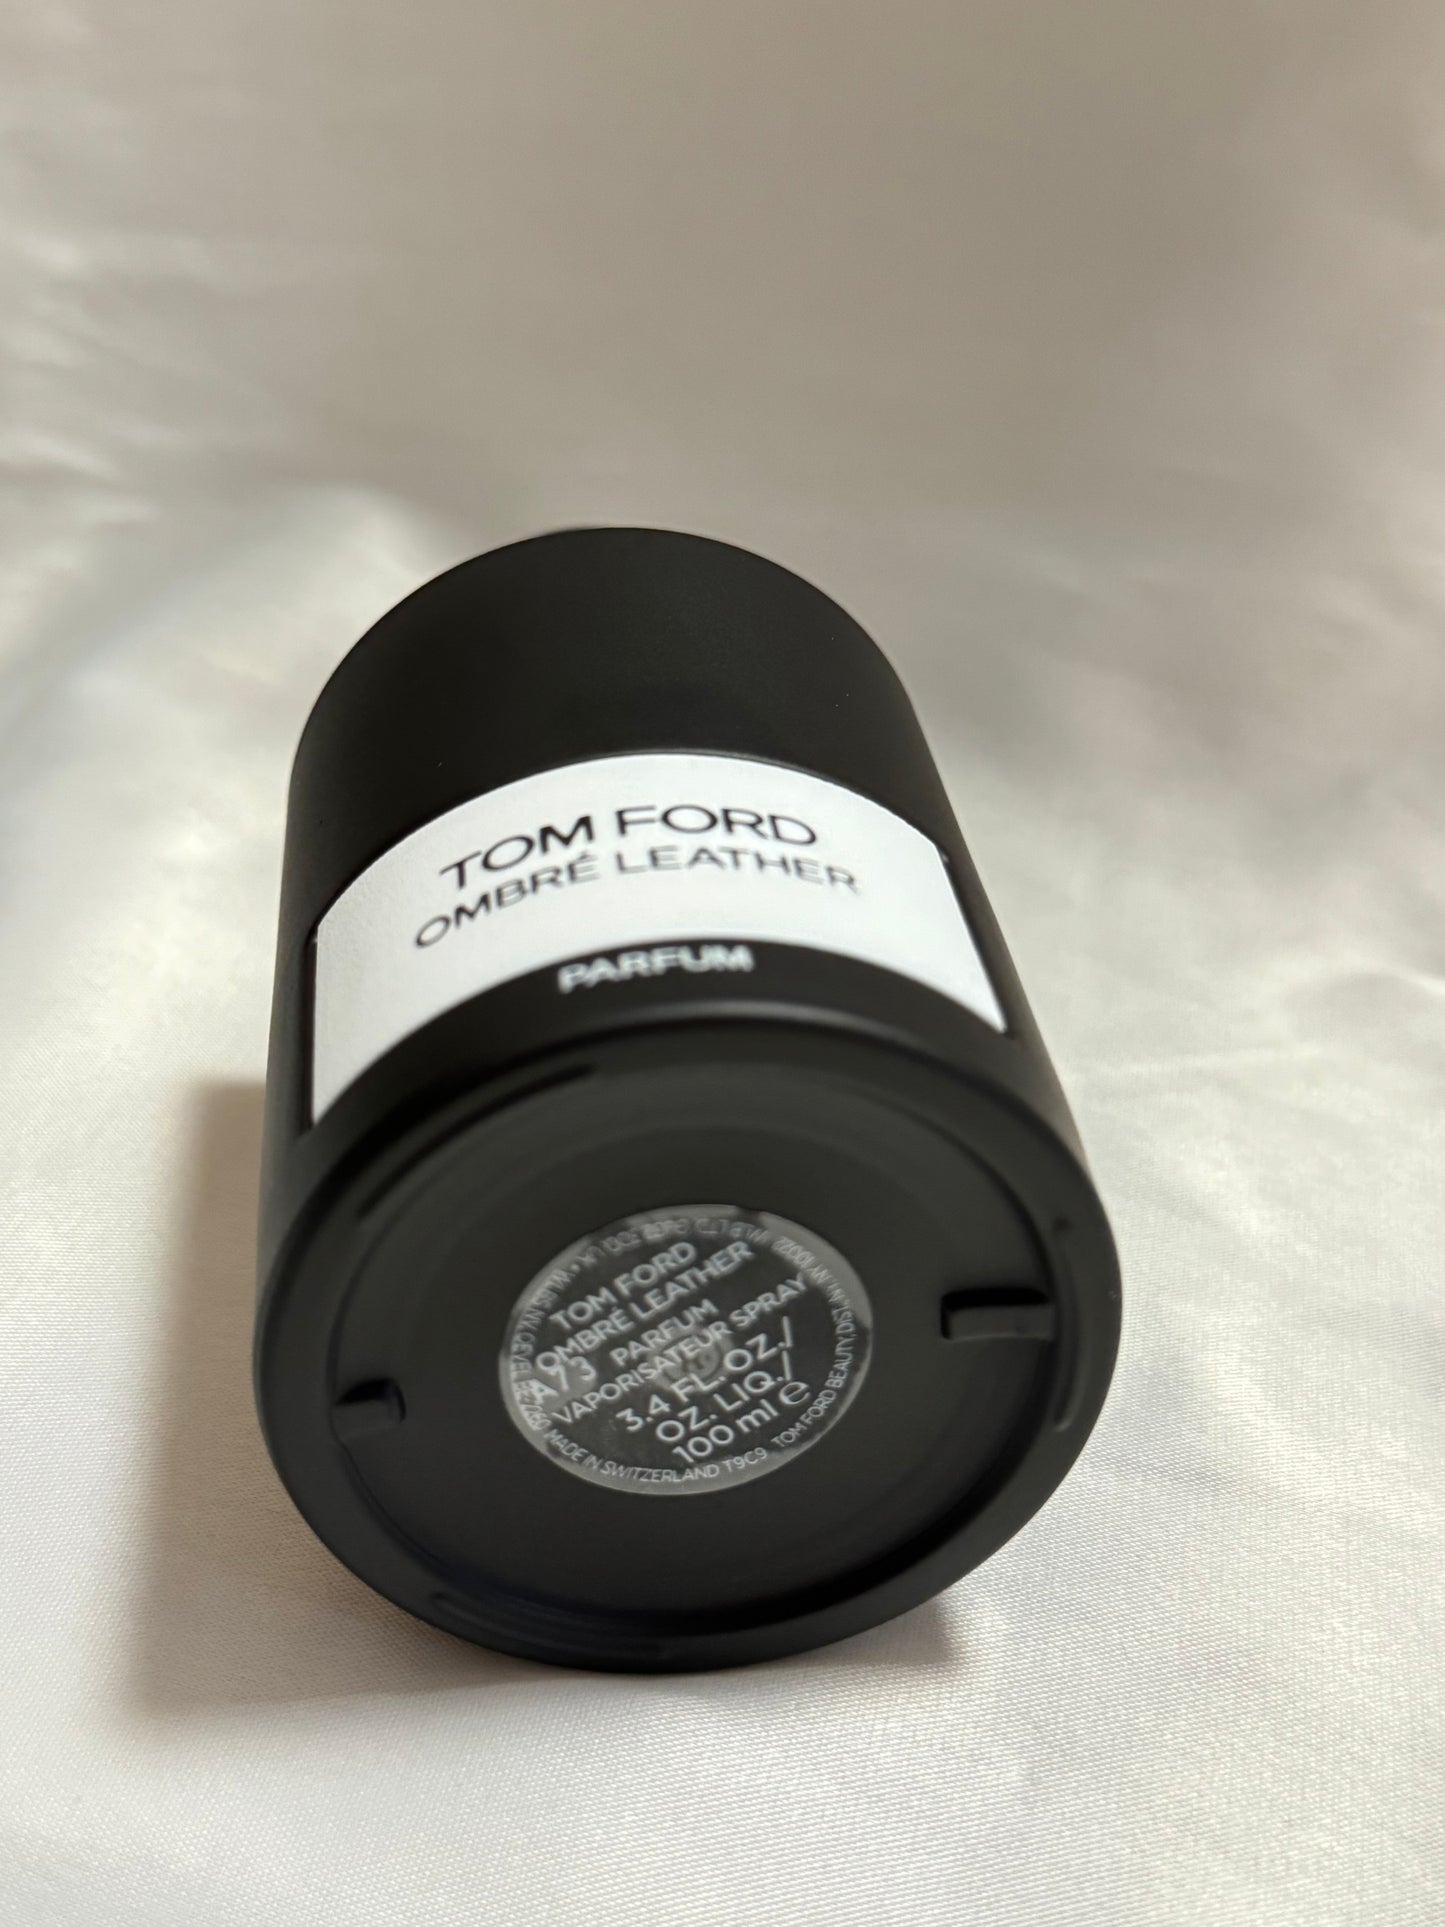 TOM FORD
OMBRÉ LEATHER
PARFUM
TOM FORD
OMBRÉ LEATHER
PARFUM
A73
VAPORISATEUR SPRAY
3.4 FL. OZ./
OZ. LIQ./
100 ml ℮
MADE IN SWITZERLAND T9C9 TOM FORD BEAUTY, DIST.